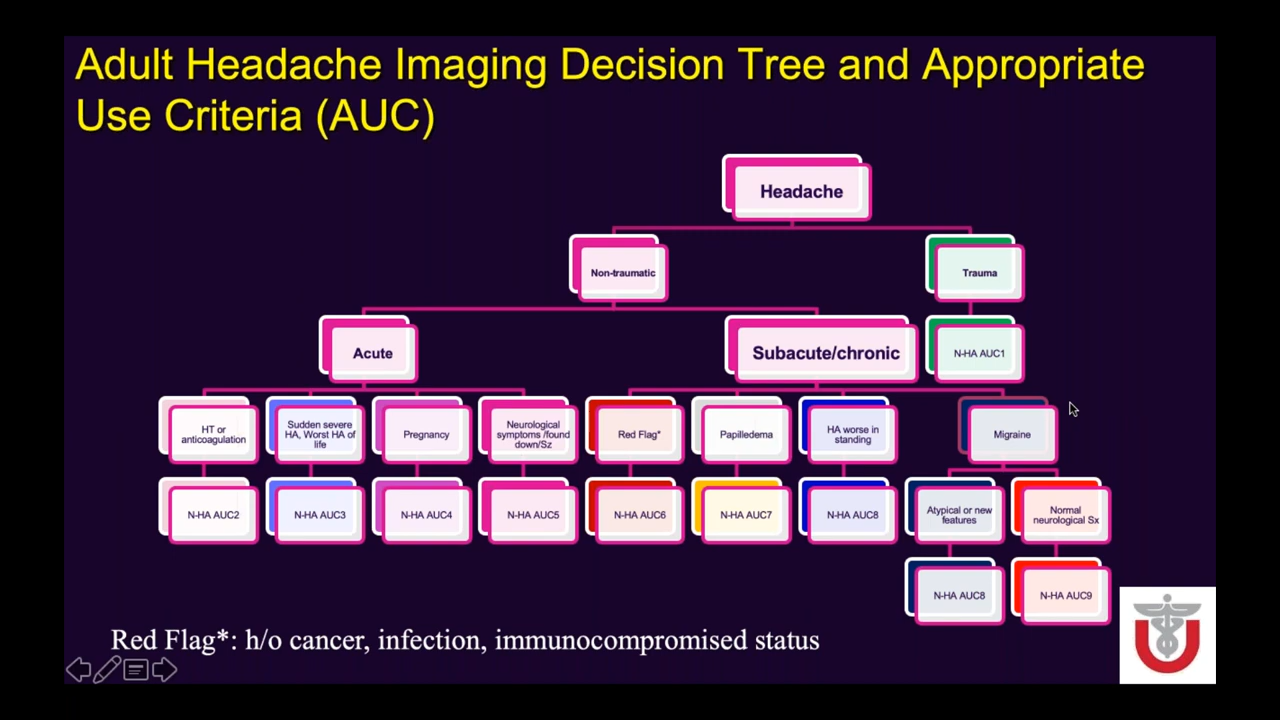 Adult Headache Imaging Decision Tree and Appropriate
Use Criteria (AUC)
Headache
Non-traumatic
Trauma
Acute
Subacute/chronic
N-HA AUC1
HT or
anticoagulation
Sudden severe
HA, Worst HA of
life
Pregnancy
Neurological
symptoms /found
down/Sz
Red Flag*
Papilledema
HA worse in
standing
Migraine
N-HA AUC2
N-HA AUC3
N-HA AUC4
N-HA AUC5
N-HA AUC6
N-HA AUC7
N-HA AUC8
Atypical or new
features
Normal
neurological Sx
N-HA AUC8
N-HA AUC9
Red Flag*: h/o cancer, infection, immunocompromised status